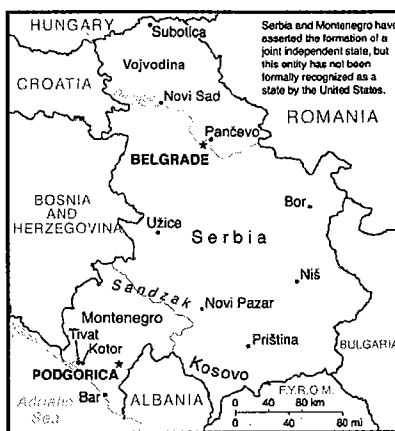 HUNGARY
Subotica
Serbia and Montenegro have
asserted the formation of a
joint independent state, but
this entity has not been
formally recognized as a
state by the United States.
CROATIA
Vojvodina
Novi Sad
ROMANIA
Pančevo
BELGRADE
BOSNIA
AND
HERZEGOVINA
Bor
Užice
Serbia
Niš
Sandzak
Novi Pazar
Montenegro
Tivat
Kotor
Priština
BULGARIA
PODGORICA
Kosovo
Bar
Adriatic
Sea
ALBANIA
F.Y.R.O.M.
0 40 80 km
0 40 80 mi